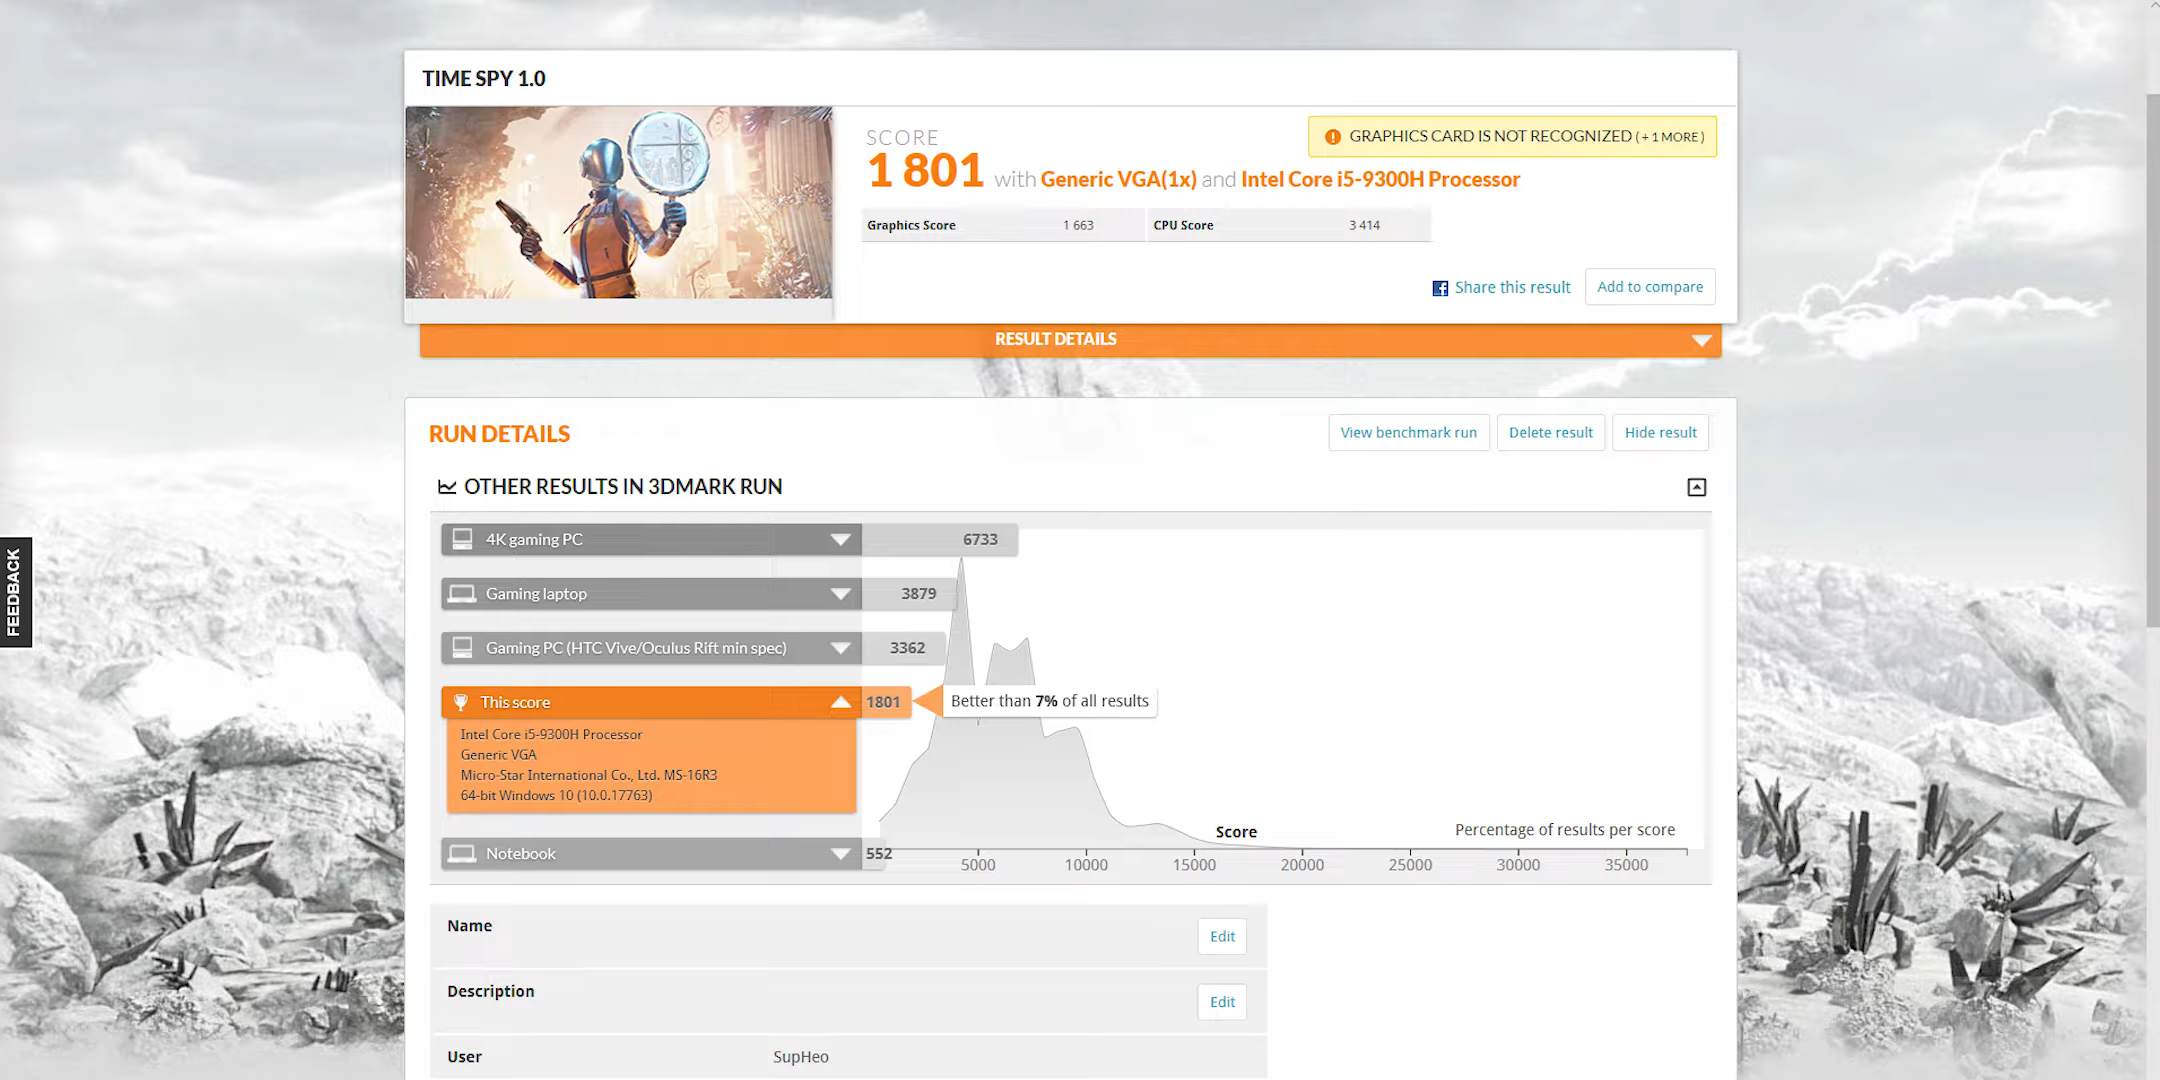 TIME SPY 1.0
SCORE
1 801 with Generic VGA(1x) and Intel Core i5-9300H Processor
GRAPHICS CARD IS NOT RECOGNIZED ( + 1 MORE )
Graphics Score 1 663 CPU Score 3 414
Share this result Add to compare
RESULT DETAILS
RUN DETAILS
View benchmark run Delete result Hide result
OTHER RESULTS IN 3DMARK RUN
4K gaming PC 6733
Gaming laptop 3879
FEEDBACK
Gaming PC (HTC Vive/Oculus Rift min spec) 3362
This score 1801 Better than 7% of all results
Intel Core i5-9300H Processor
Generic VGA
Micro-Star International Co., Ltd. MS-16R3
64-bit Windows 10 (10.0.17763)
Score Percentage of results per score
Notebook 552
5000 10000 15000 20000 25000 30000 35000
Name Edit
Description Edit
User SupHeo